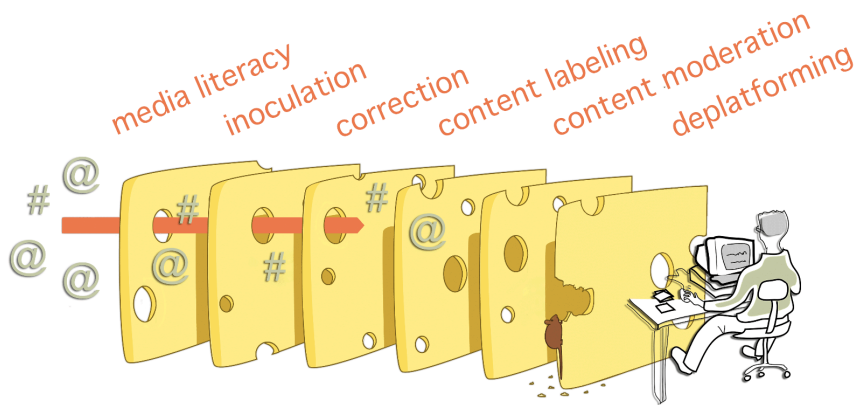 media literacy
inoculation
correction
content labeling
content moderation
deplatforming
@
#
@
@
#
@
#
#
@